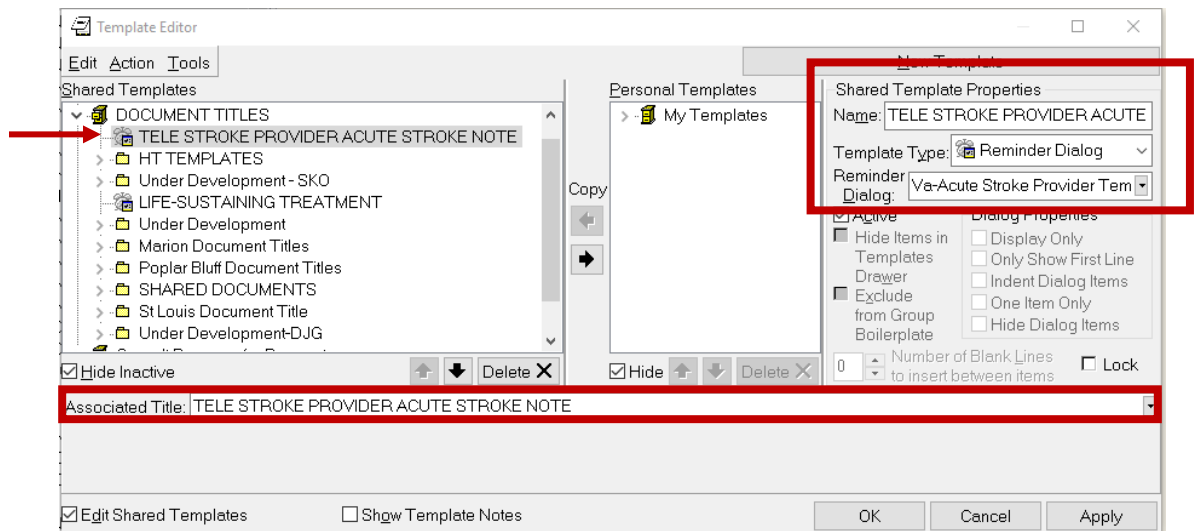 Template Editor
Edit Action Tools
New Template
Shared Templates
DOCUMENT TITLES
TELE STROKE PROVIDER ACUTE STROKE NOTE
HT TEMPLATES
Under Development - SKO
LIFE-SUSTAINING TREATMENT
Under Development
Marion Document Titles
Poplar Bluff Document Titles
SHARED DOCUMENTS
St Louis Document Title
Under Development-DJG
Hide Inactive
Delete
Copy
Personal Templates
My Templates
Hide
Delete
Shared Template Properties
Name: TELE STROKE PROVIDER ACUTE
Template Type: Reminder Dialog
Reminder
Dialog: Va-Acute Stroke Provider Tem
Active
Hide Items in
Templates
Drawer
Exclude
from Group
Boilerplate
Dialog Properties
Display Only
Only Show First Line
Indent Dialog Items
One Item Only
Hide Dialog Items
0 Number of Blank Lines
to insert between items
Lock
Associated Title: TELE STROKE PROVIDER ACUTE STROKE NOTE
Edit Shared Templates
Show Template Notes
OK
Cancel
Apply